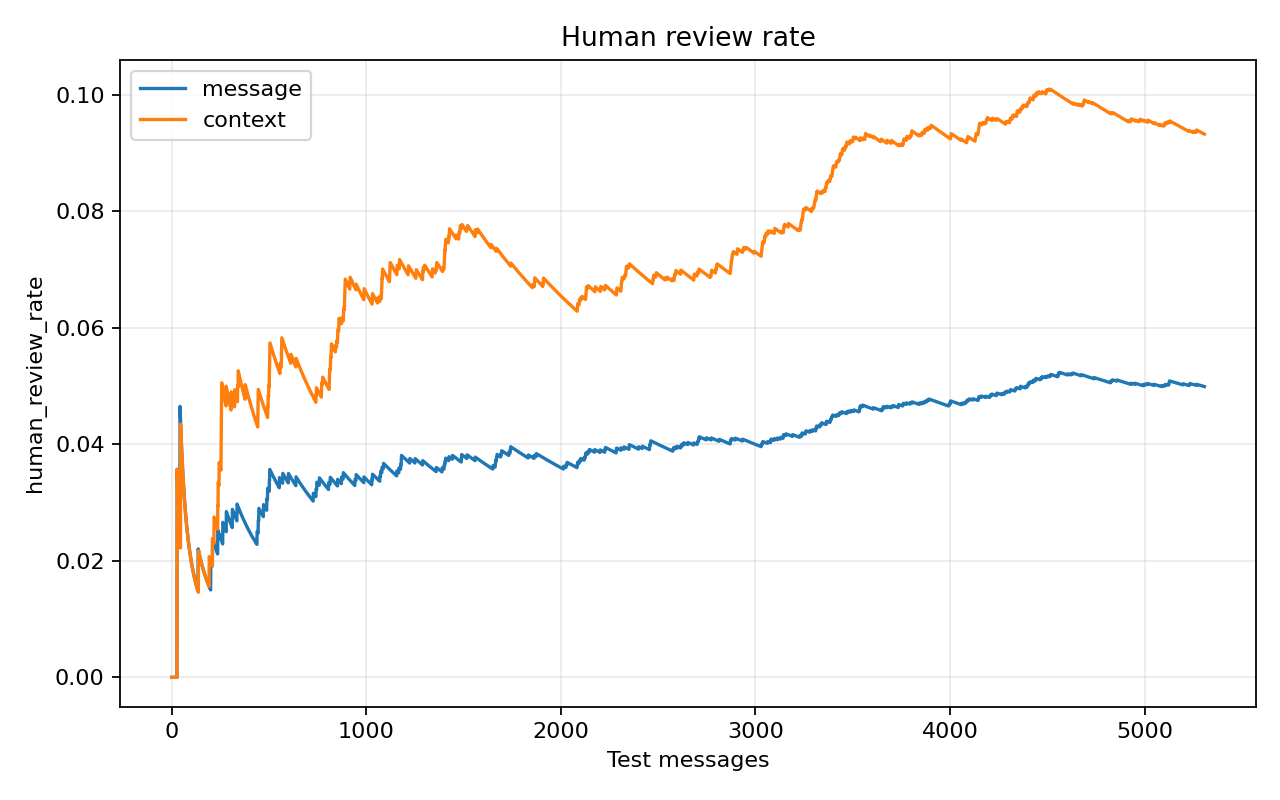 Human review rate
message
context
human_review_rate
0.10
0.08
0.06
0.04
0.02
0.00
0 1000 2000 3000 4000 5000
Test messages